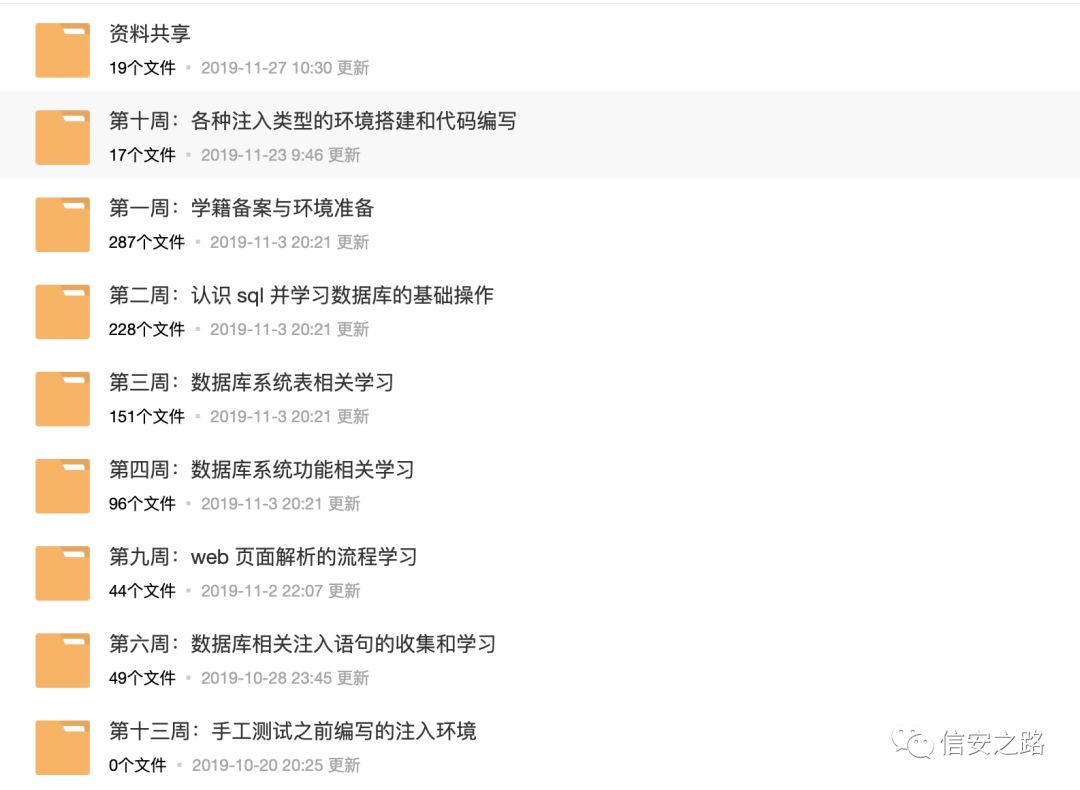 资料共享
19个文件 • 2019-11-27 10:30 更新
第十周：各种注入类型的环境搭建和代码编写
17个文件 • 2019-11-23 9:46 更新
第一周：学籍备案与环境准备
287个文件 • 2019-11-3 20:21 更新
第二周：认识 sql 并学习数据库的基础操作
228个文件 • 2019-11-3 20:21 更新
第三周：数据库系统表相关学习
151个文件 • 2019-11-3 20:21 更新
第四周：数据库系统功能相关学习
96个文件 • 2019-11-3 20:21 更新
第九周：web 页面解析的流程学习
44个文件 • 2019-11-2 22:07 更新
第六周：数据库相关注入语句的收集和学习
49个文件 • 2019-10-28 23:45 更新
第十三周：手工测试之前编写的注入环境
0个文件 • 2019-10-20 20:25 更新
信安之路